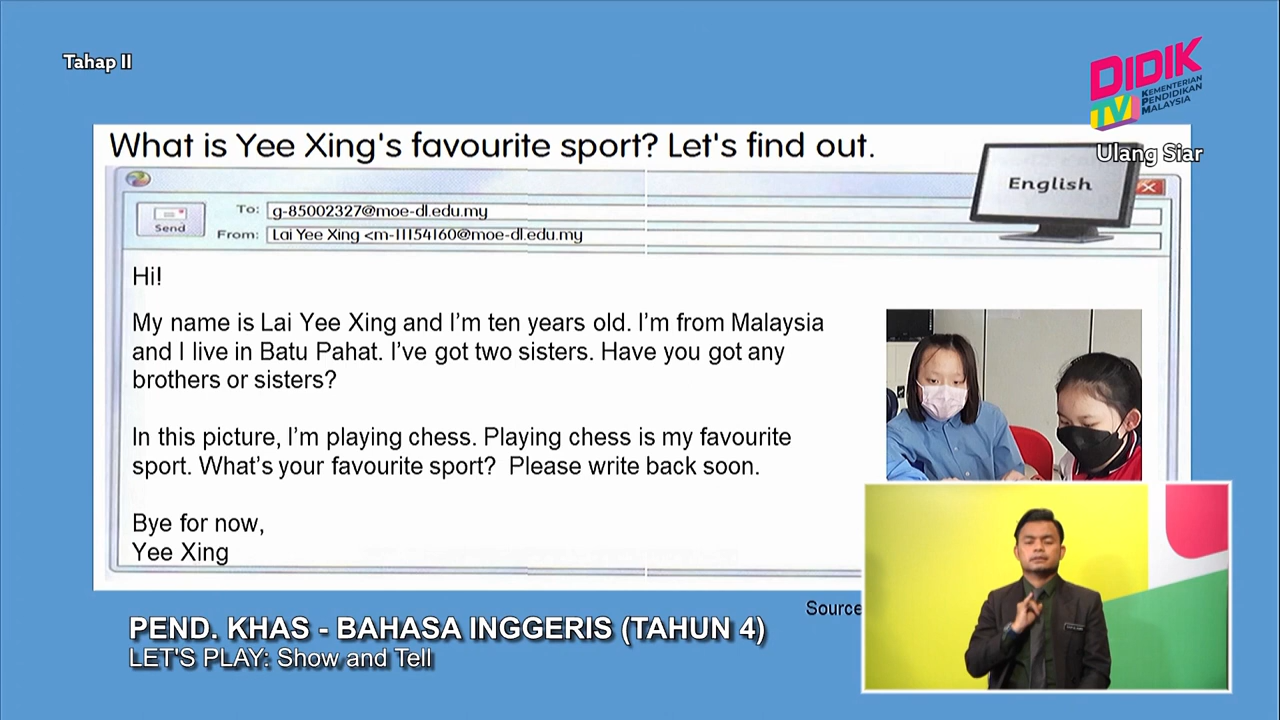 Tahap II
DIDIK
TV
KEMENTERIAN
PENDIDIKAN
MALAYSIA
Ulang Siar
What is Yee Xing's favourite sport? Let's find out.
English
Send
To: g-85002327@moe-dl.edu.my
From: Lai Yee Xing <m-11154160@moe-dl.edu.my
Hi!
My name is Lai Yee Xing and I'm ten years old. I'm from Malaysia
and I live in Batu Pahat. I've got two sisters. Have you got any
brothers or sisters?
In this picture, I'm playing chess. Playing chess is my favourite
sport. What's your favourite sport? Please write back soon.
Bye for now,
Yee Xing
Source
PEND. KHAS - BAHASA INGGERIS (TAHUN 4)
LET'S PLAY: Show and Tell